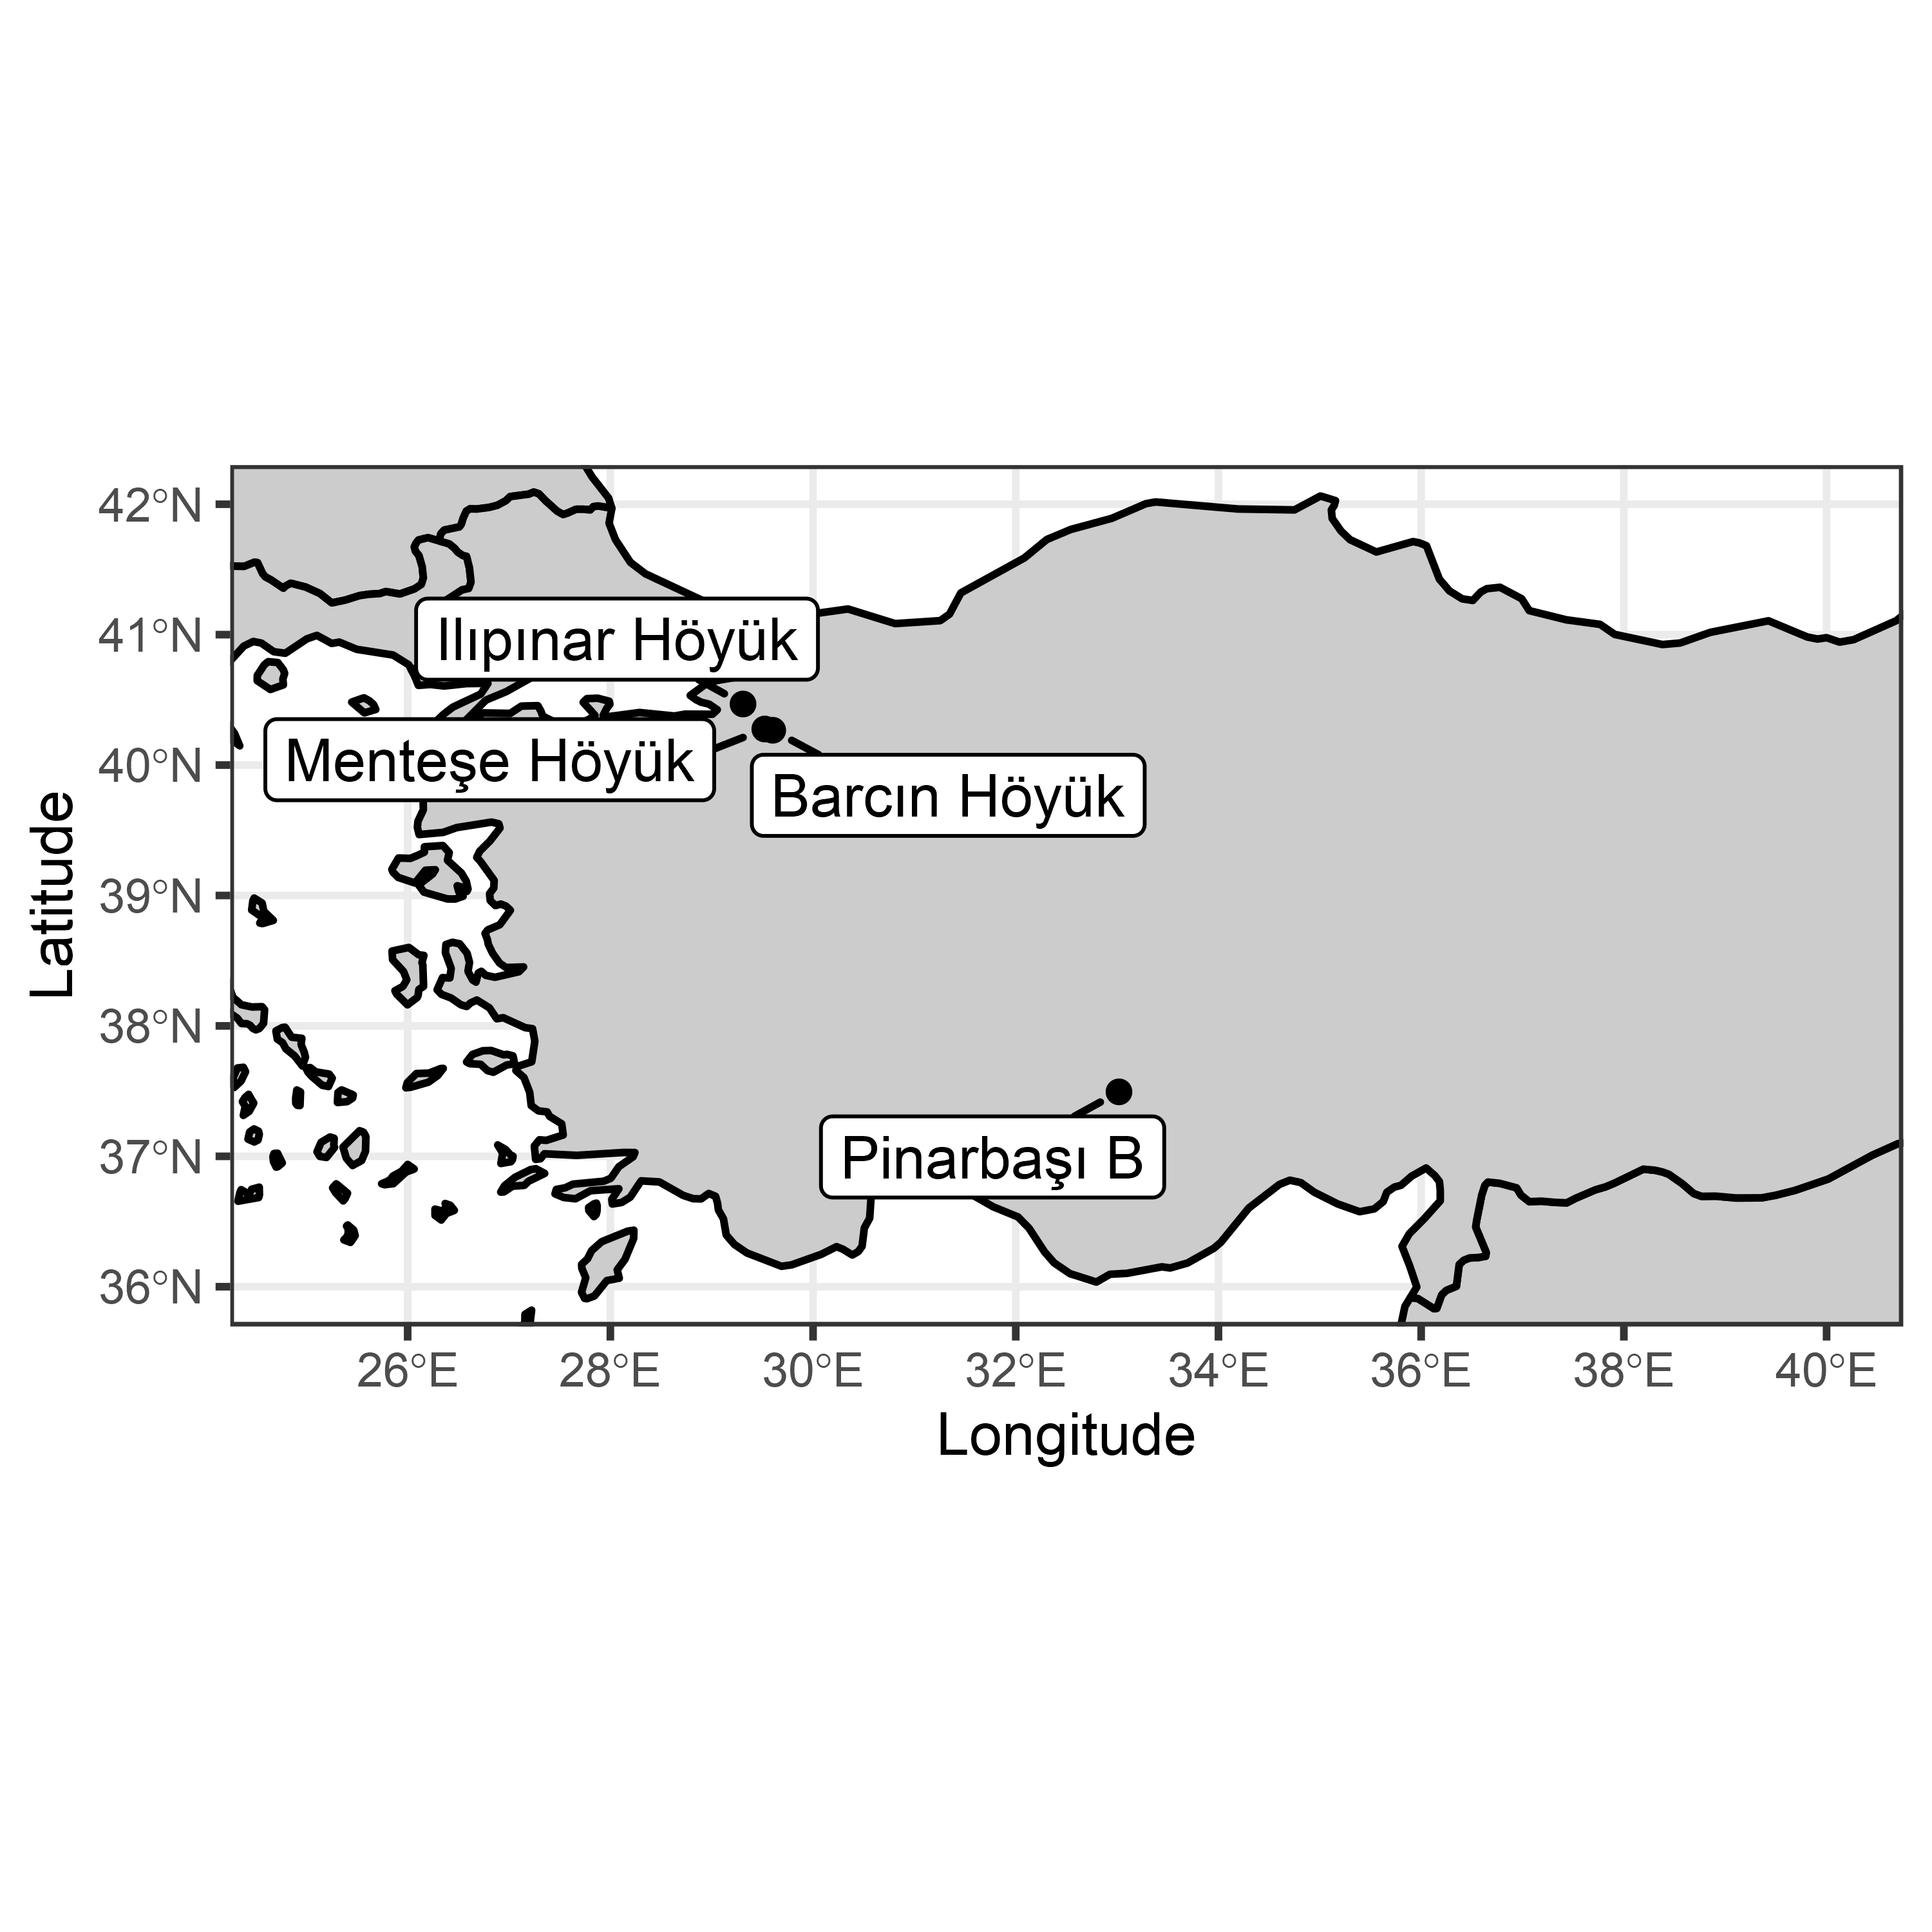 42°N
41°N
40°N
39°N
38°N
37°N
36°N
Latitude
Ilıpınar Höyük
Menteşe Höyük
Barcın Höyük
Pinarbaşı B
26°E 28°E 30°E 32°E 34°E 36°E 38°E 40°E
Longitude